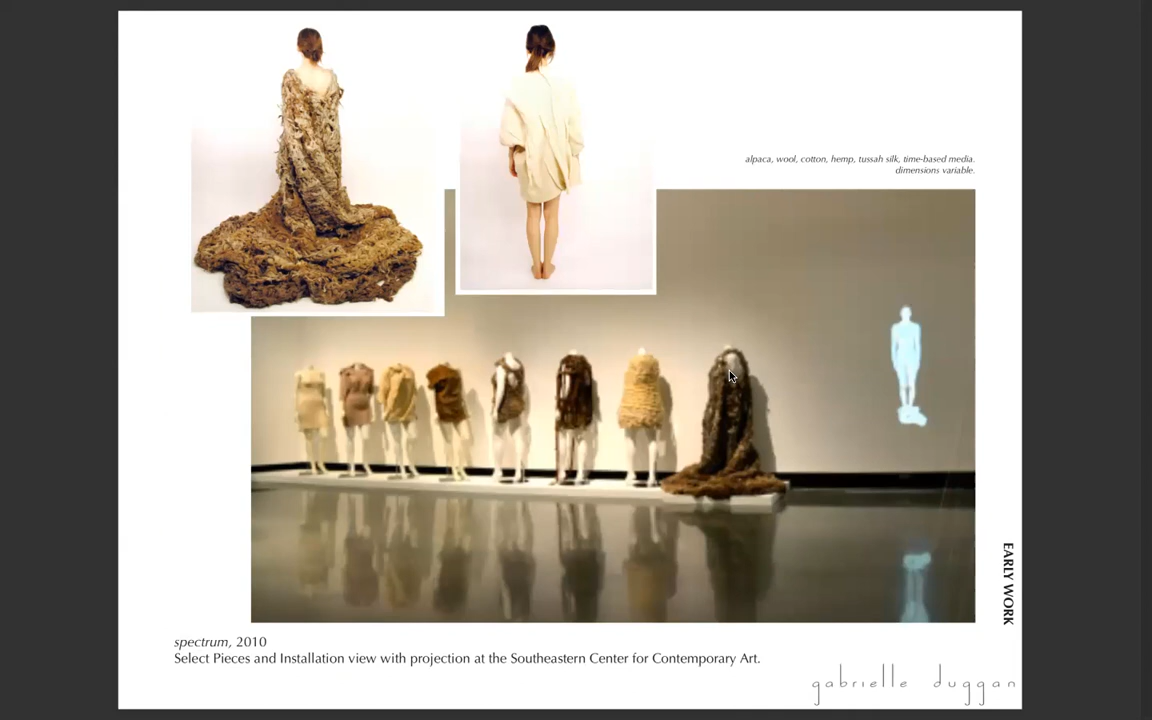 alpaca, wool, cotton, hemp, tussah silk, time-based media.
dimensions variable.
EARLY WORK
spectrum, 2010
Select Pieces and Installation view with projection at the Southeastern Center for Contemporary Art.
gabrielle duggan